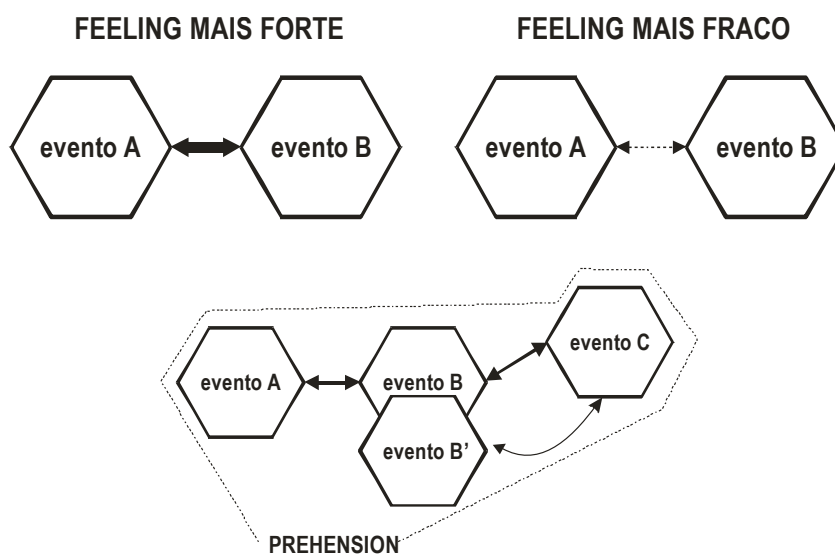 FEELING MAIS FORTE
FEELING MAIS FRACO
evento A
evento B
evento A
evento B
evento A
evento B
evento C
evento B’
PREHENSION